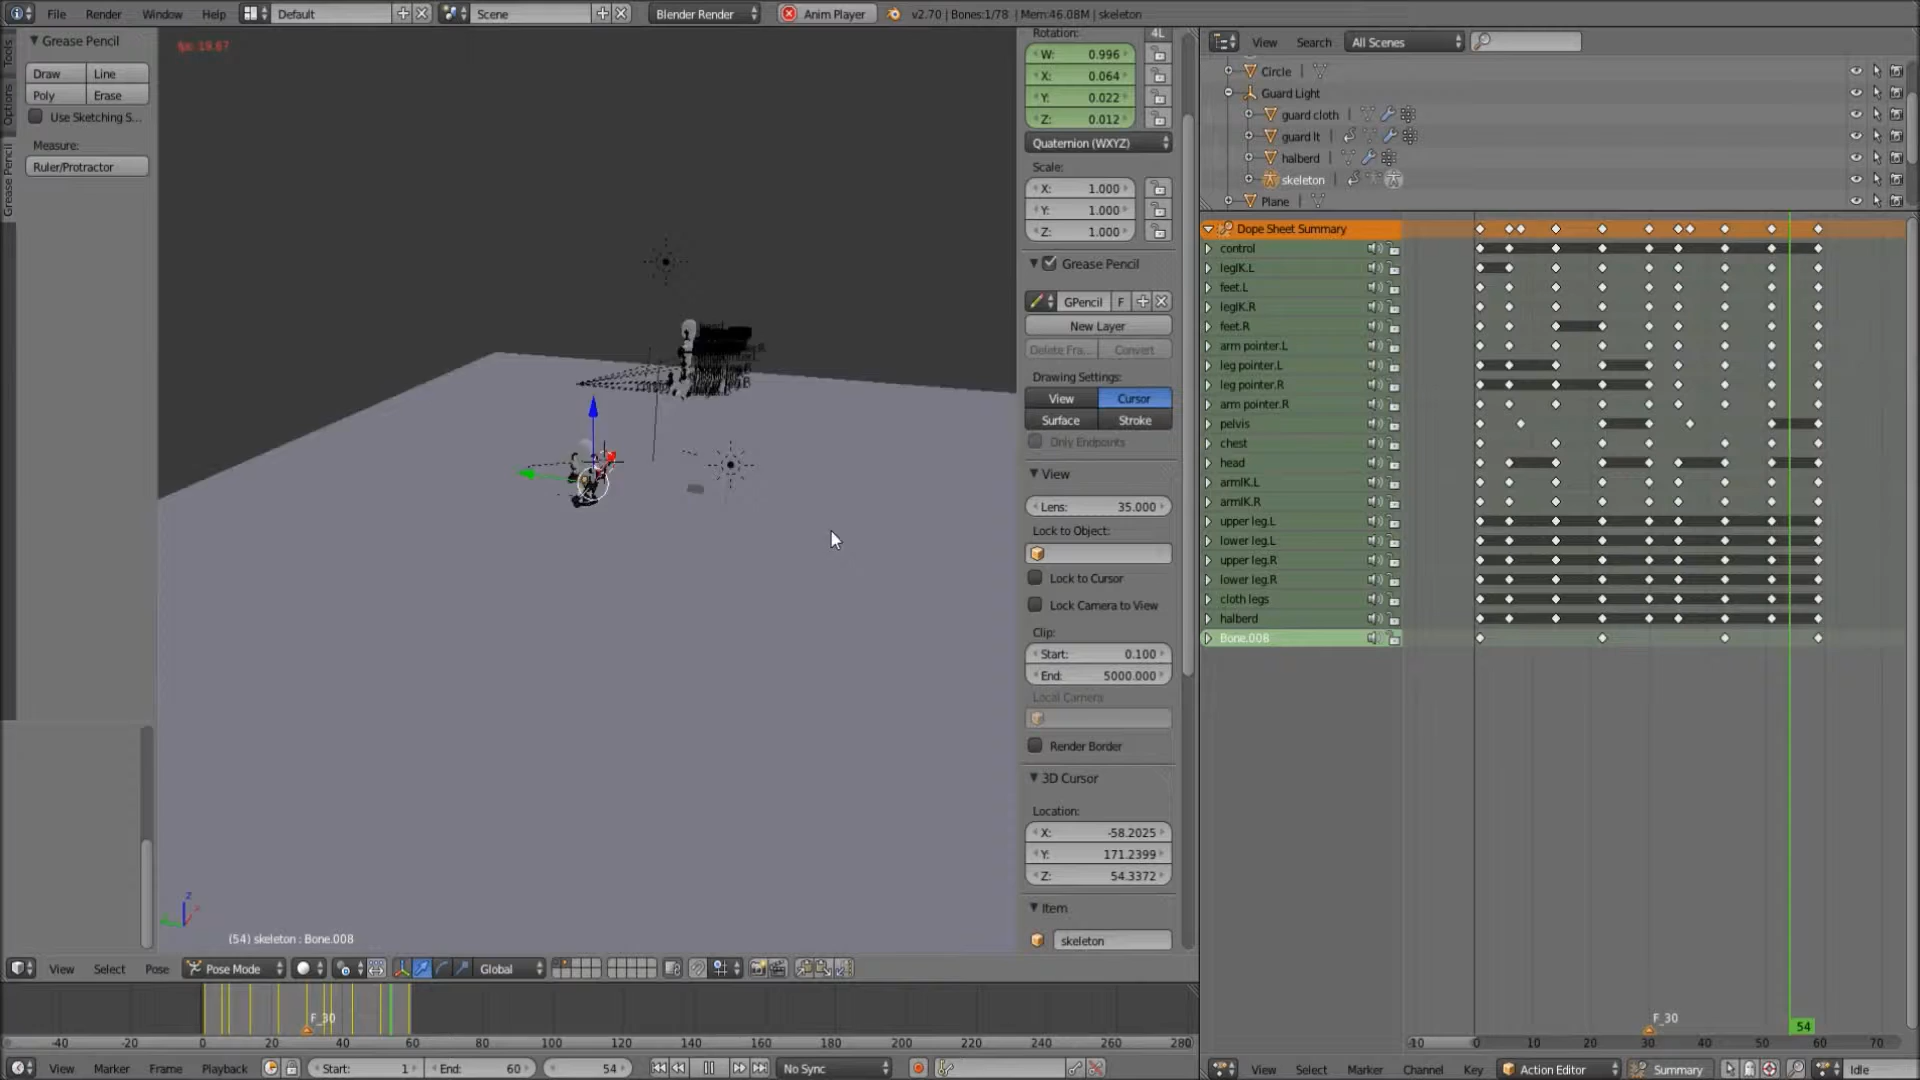 File Render Window Help Default Scene Blender Render Anim Player v2.70 | Bones:1/78 | Mem:46.08M | skeleton
Grease Pencil
Draw Line
Poly Erase
Use Sketching S...
Measure:
Ruler/Protractor
Tools
Options
Grease Pencil
fps: 19.67
(54) skeleton : Bone.008
Rotation:
4L
W: 0.996
X: 0.064
Y: 0.022
Z: 0.012
Quaternion (WXYZ)
Scale:
X: 1.000
Y: 1.000
Z: 1.000
Grease Pencil
GPencil F
New Layer
Delete Fra... Convert
Drawing Settings:
View Cursor
Surface Stroke
Only Endpoints
View
Lens: 35.000
Lock to Object:
Lock to Cursor
Lock Camera to View
Clip:
Start: 0.100
End: 5000.000
Local Camera
Render Border
3D Cursor
Location:
X: -58.2025
Y: 171.2399
Z: 54.3372
Item
skeleton
View Search All Scenes
Circle
Guard Light
guard cloth
guard lt
halberd
skeleton
Plane
Dope Sheet Summary
control
legIK.L
feet.L
legIK.R
feet.R
arm pointer.L
leg pointer.L
leg pointer.R
arm pointer.R
pelvis
chest
head
armIK.L
armIK.R
upper leg.L
lower leg.L
upper leg.R
lower leg.R
cloth legs
halberd
Bone.008
F_30
54
-10 0 10 20 30 40 50 60 70
View Select Marker Channel Key Action Editor Summary Idle
View Select Pose Pose Mode Global
F_30
-40 -20 0 20 40 60 80 100 120 140 160 180 200 220 240 260 280
View Marker Frame Playback Start: 1 End: 60 54 No Sync